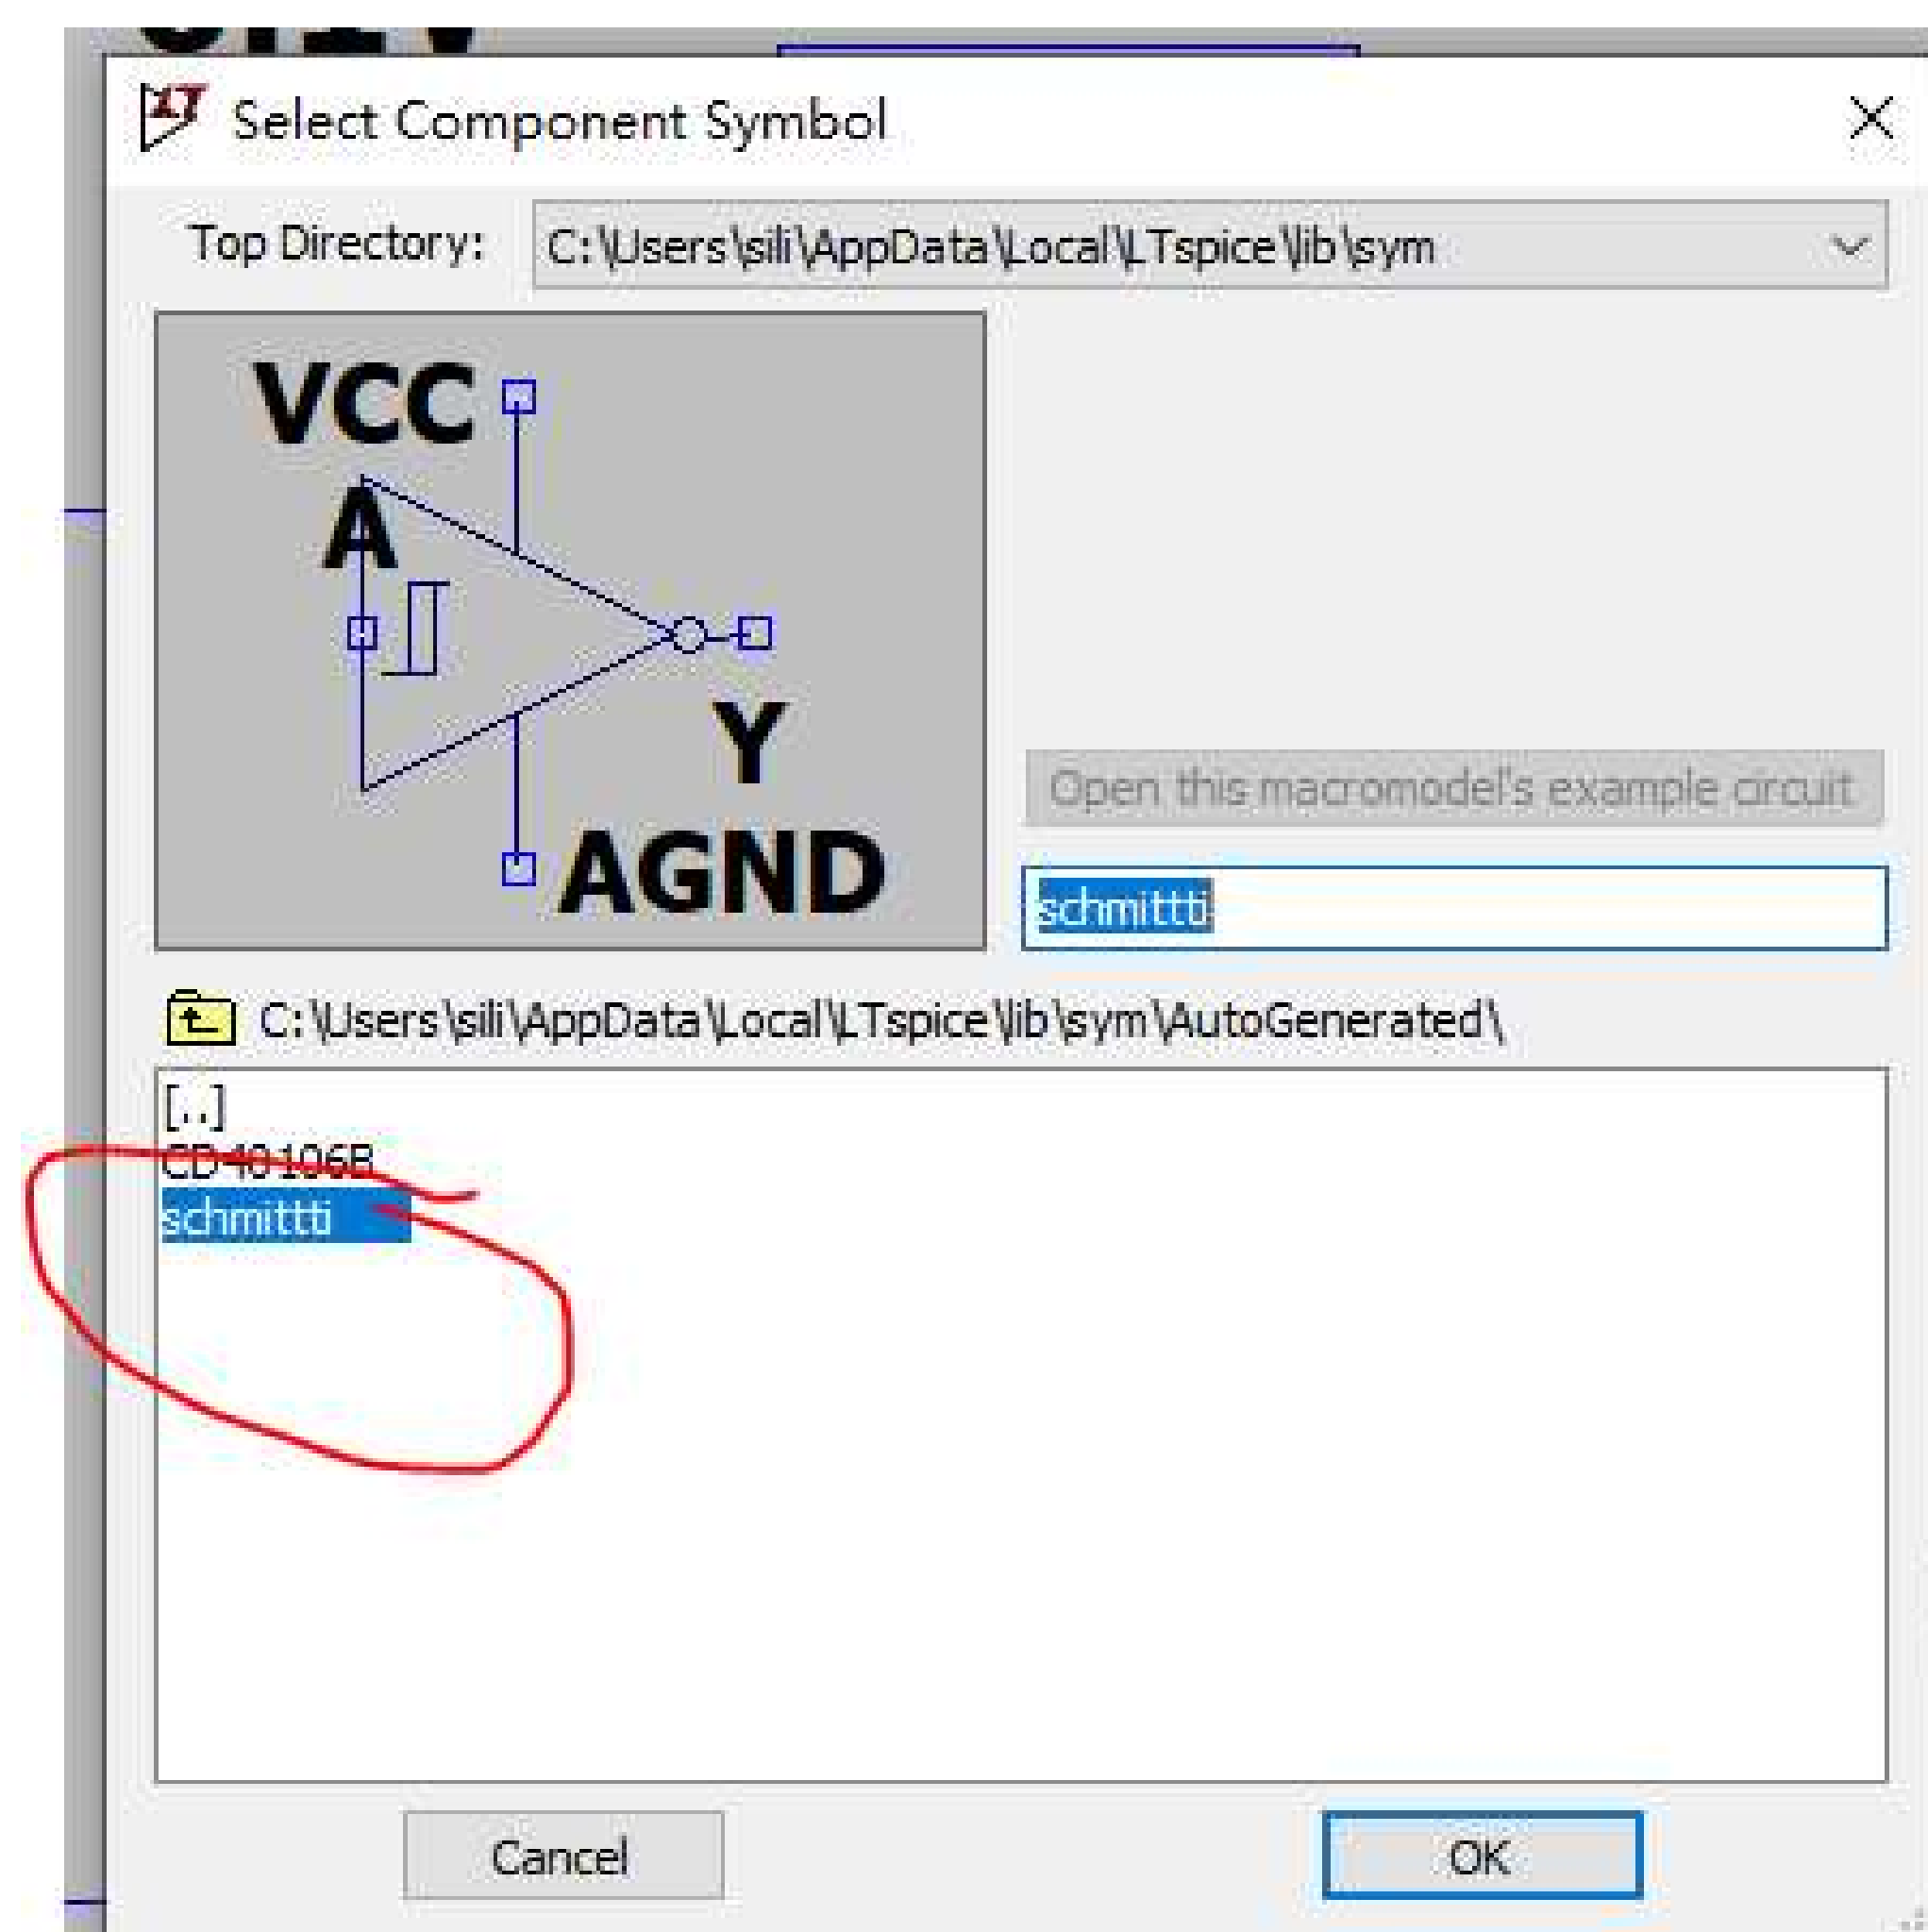 Select Component Symbol
Top Directory: C:\Users\sili\AppData\Local\LTspice\lib\sym
VCC
A
Y
AGND
Open this macromodel's example circuit
schmittti
C:\Users\sili\AppData\Local\LTspice\lib\sym\AutoGenerated\
[..]
CD40106B
schmittti
Cancel
OK